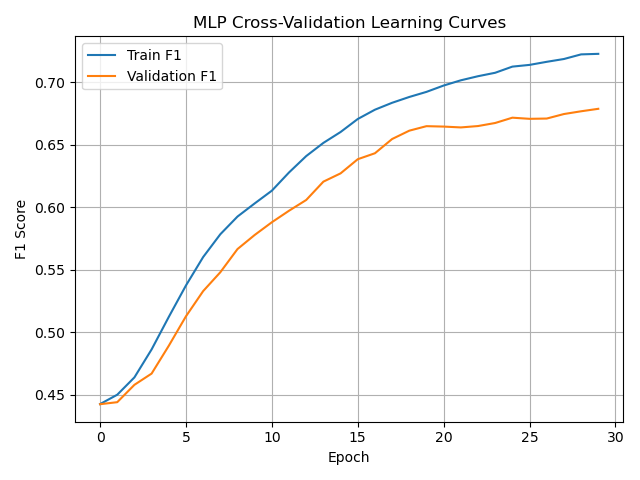 MLP Cross-Validation Learning Curves
Train F1
Validation F1
F1 Score
0.70
0.65
0.60
0.55
0.50
0.45
0 5 10 15 20 25 30
Epoch